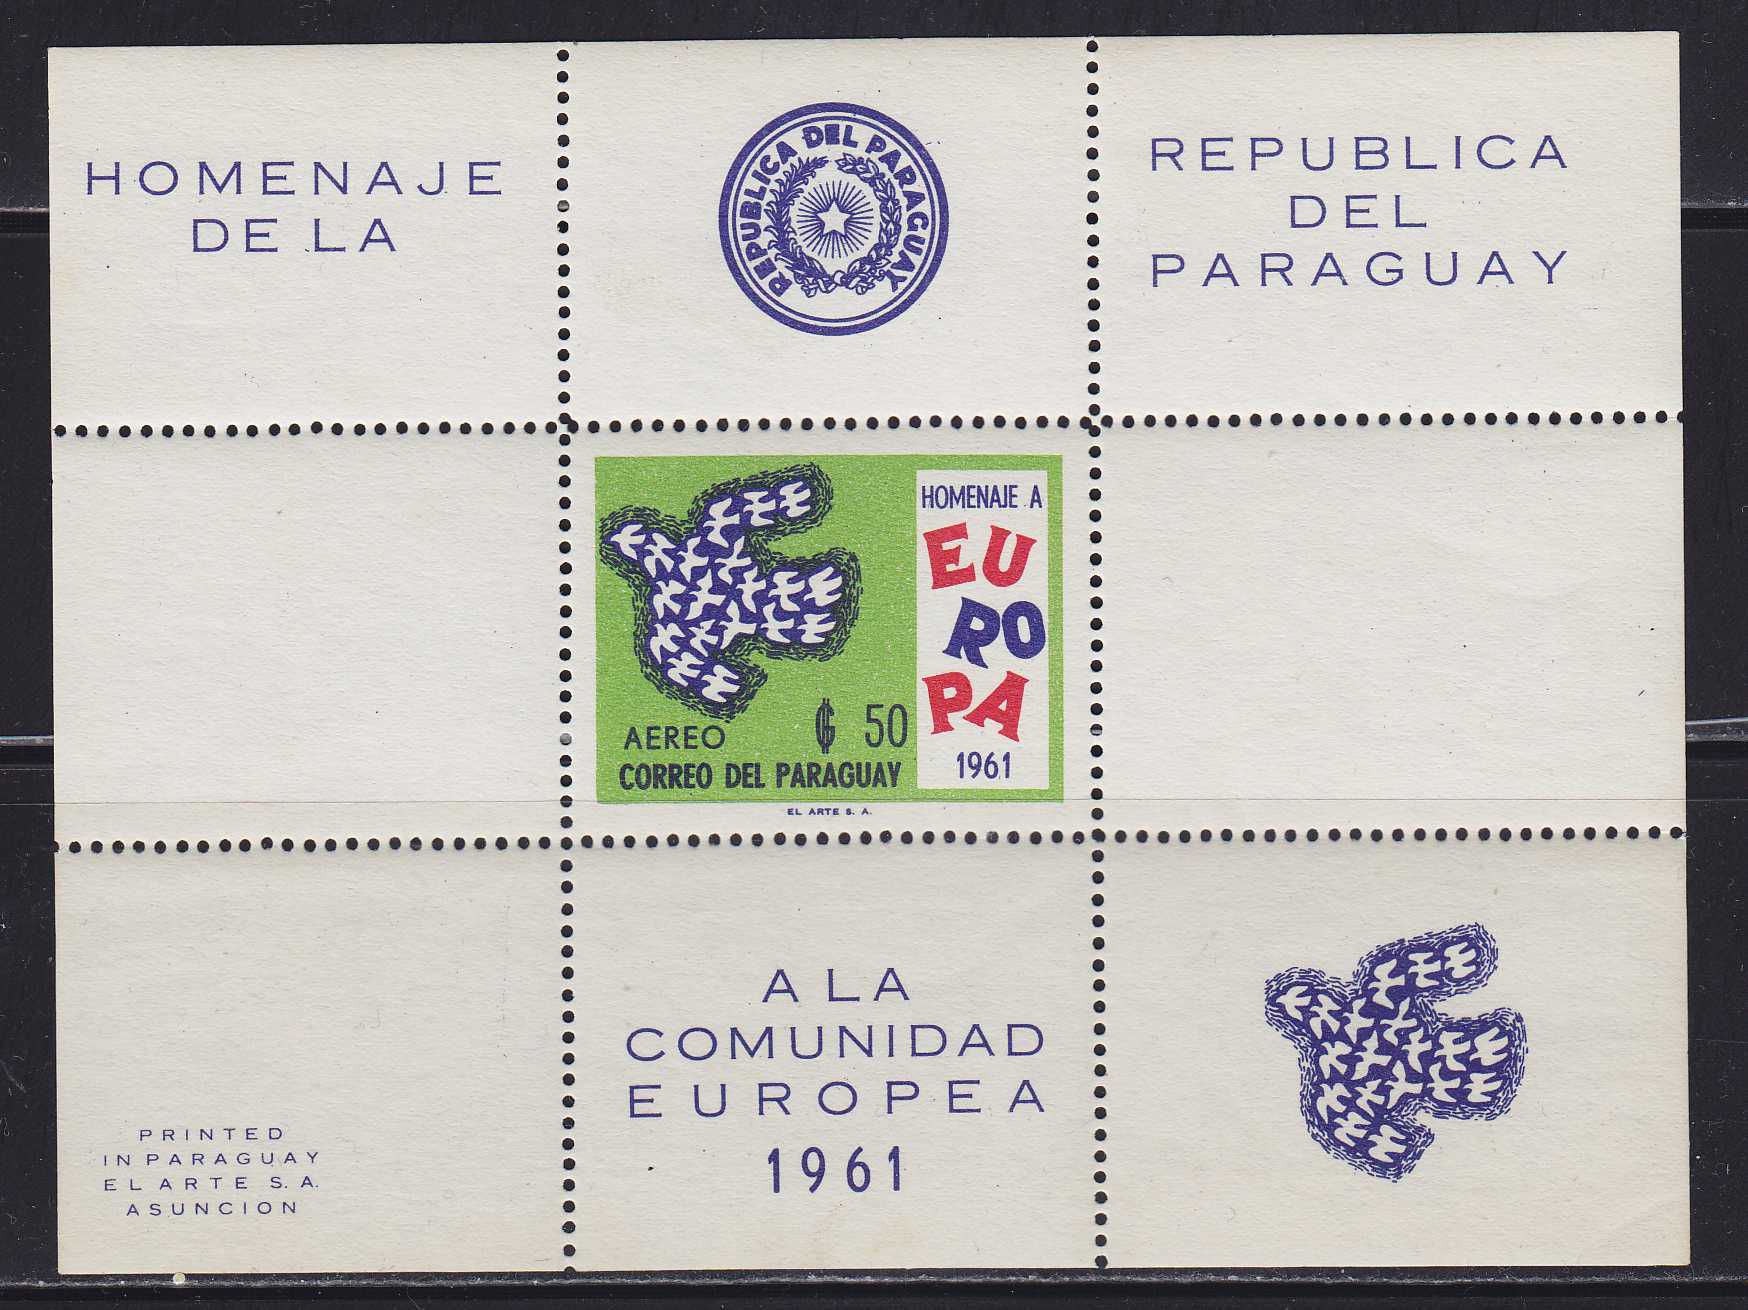 HOMENAJE
DE LA
REPUBLICA DEL PARAGUAY
REPUBLICA
DEL
PARAGUAY
HOMENAJE A
EU
RO
PA
1961
AEREO ₲ 50
CORREO DEL PARAGUAY
EL ARTE S. A.
A LA
COMUNIDAD
EUROPEA
1961
PRINTED
IN PARAGUAY
EL ARTE S. A.
ASUNCION